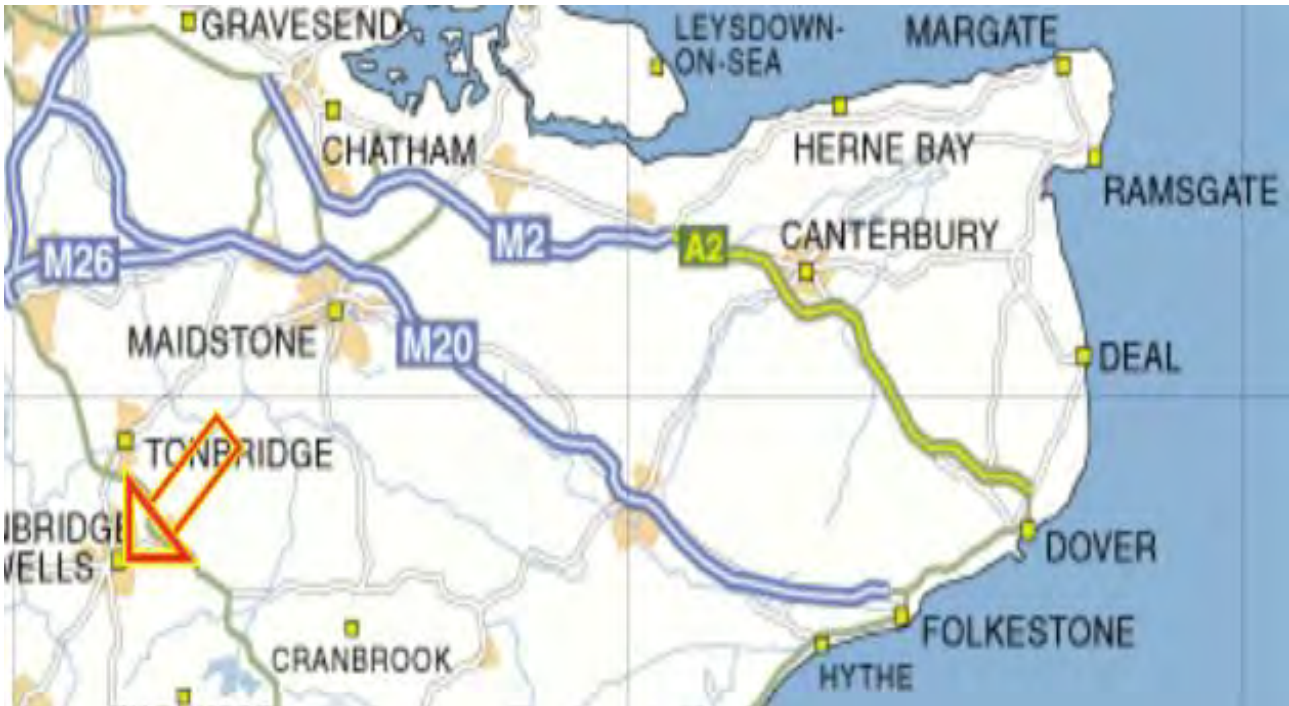 GRAVESEND
LEYSDOWN-
ON-SEA
MARGATE
CHATHAM
HERNE BAY
RAMSGATE
M2
A2
CANTERBURY
M26
MAIDSTONE
M20
DEAL
TONBRIDGE
NBRIDGE
WELLS
DOVER
CRANBROOK
FOLKESTONE
HYTHE